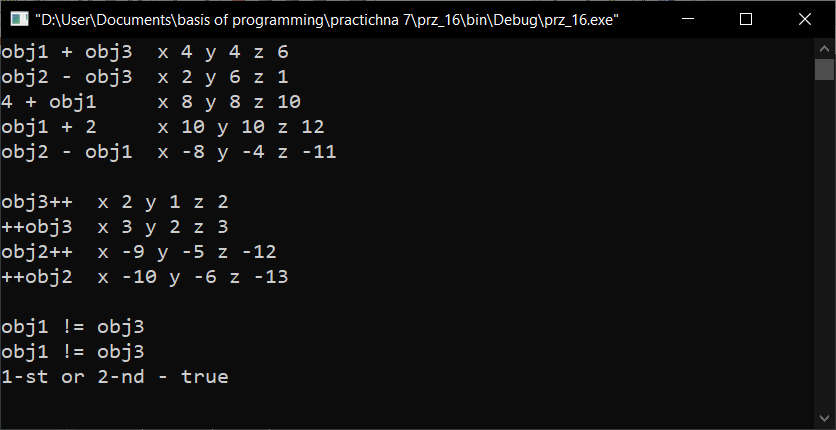 "D:\User\Documents\basis of programming\practichna 7\prz_16\bin\Debug\prz_16.exe"
obj1 + obj3  x 4 y 4 z 6
obj2 - obj3  x 2 y 6 z 1
4 + obj1     x 8 y 8 z 10
obj1 + 2     x 10 y 10 z 12
obj2 - obj1  x -8 y -4 z -11
obj3++  x 2 y 1 z 2
++obj3  x 3 y 2 z 3
obj2++  x -9 y -5 z -12
++obj2  x -10 y -6 z -13
obj1 != obj3
obj1 != obj3
1-st or 2-nd - true